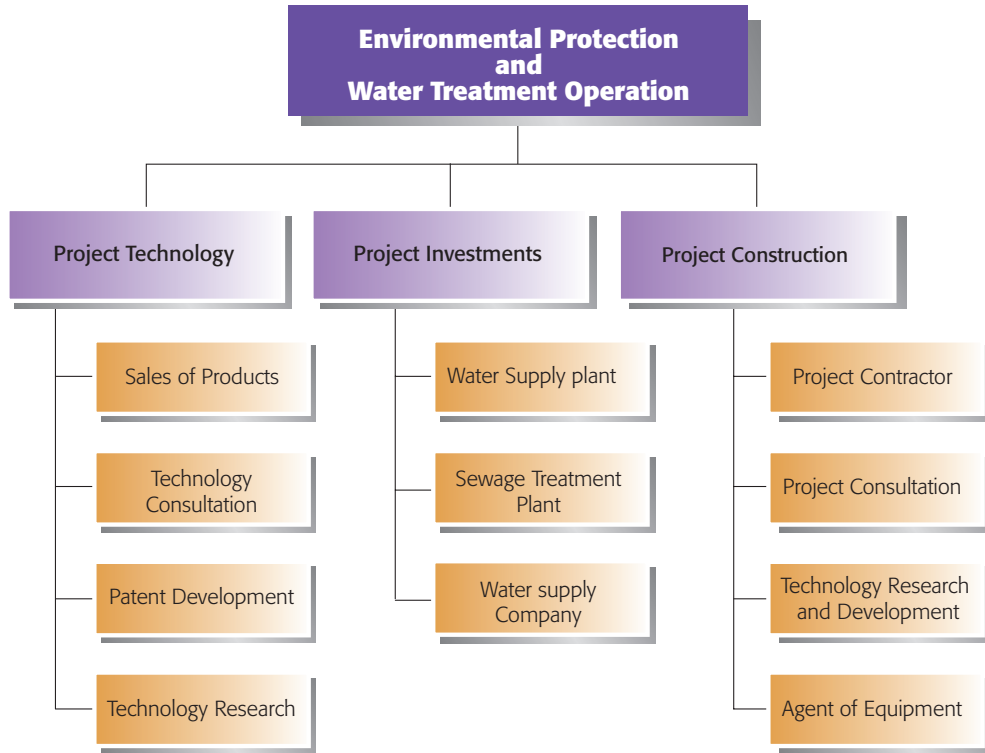 Environmental Protection
and
Water Treatment Operation
Project Technology
Project Investments
Project Construction
Sales of Products
Technology
Consultation
Patent Development
Technology Research
Water Supply plant
Sewage Treatment
Plant
Water supply
Company
Project Contractor
Project Consultation
Technology Research
and Development
Agent of Equipment